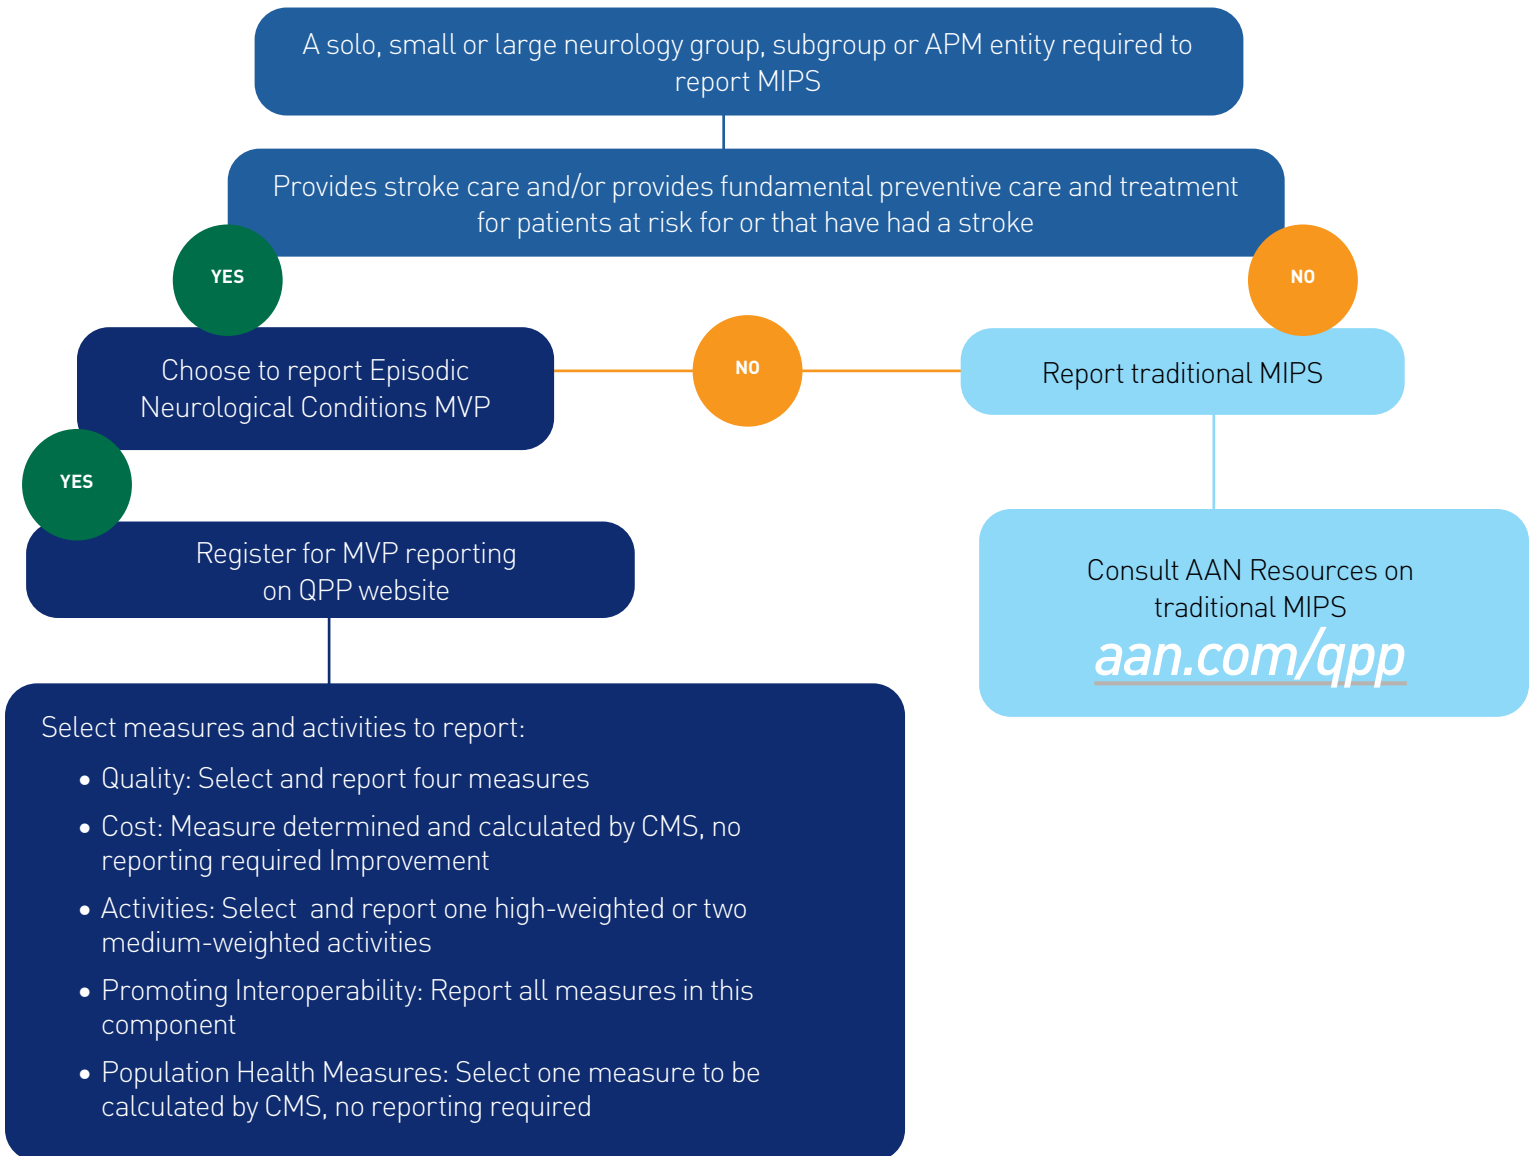 A solo, small or large neurology group, subgroup or APM entity required to
report MIPS
Provides stroke care and/or provides fundamental preventive care and treatment
for patients at risk for or that have had a stroke
YES
NO
Choose to report Episodic
Neurological Conditions MVP
NO
Report traditional MIPS
YES
Register for MVP reporting
on QPP website
Consult AAN Resources on
traditional MIPS
aan.com/qpp
Select measures and activities to report:
• Quality: Select and report four measures
• Cost: Measure determined and calculated by CMS, no
reporting required Improvement
• Activities: Select  and report one high-weighted or two
medium-weighted activities
• Promoting Interoperability: Report all measures in this
component
• Population Health Measures: Select one measure to be
calculated by CMS, no reporting required